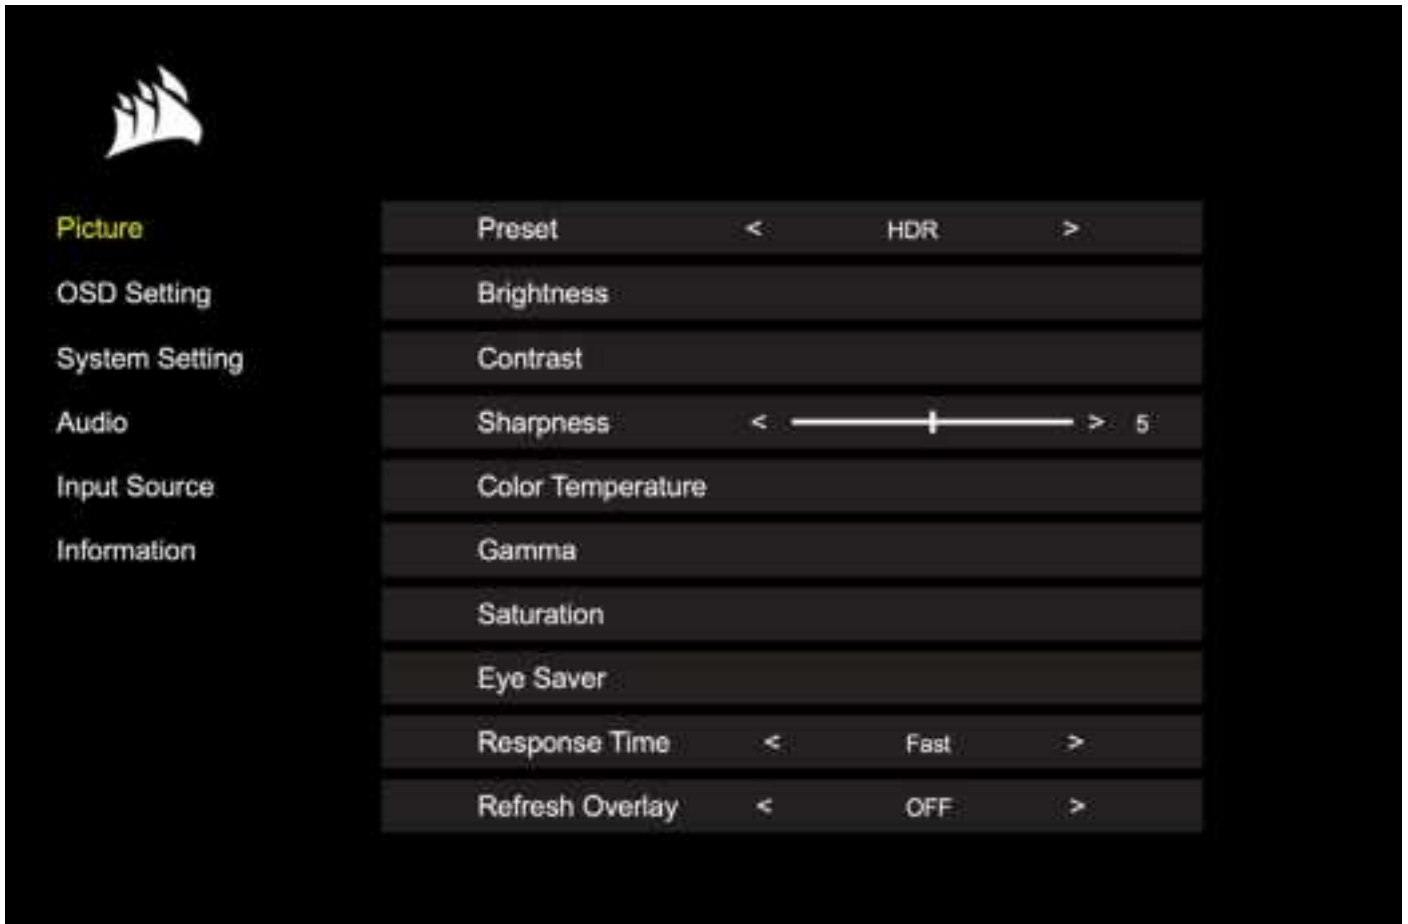 Picture
OSD Setting
System Setting
Audio
Input Source
Information
Preset < HDR >
Brightness
Contrast
Sharpness < > 5
Color Temperature
Gamma
Saturation
Eye Saver
Response Time < Fast >
Refresh Overlay < OFF >